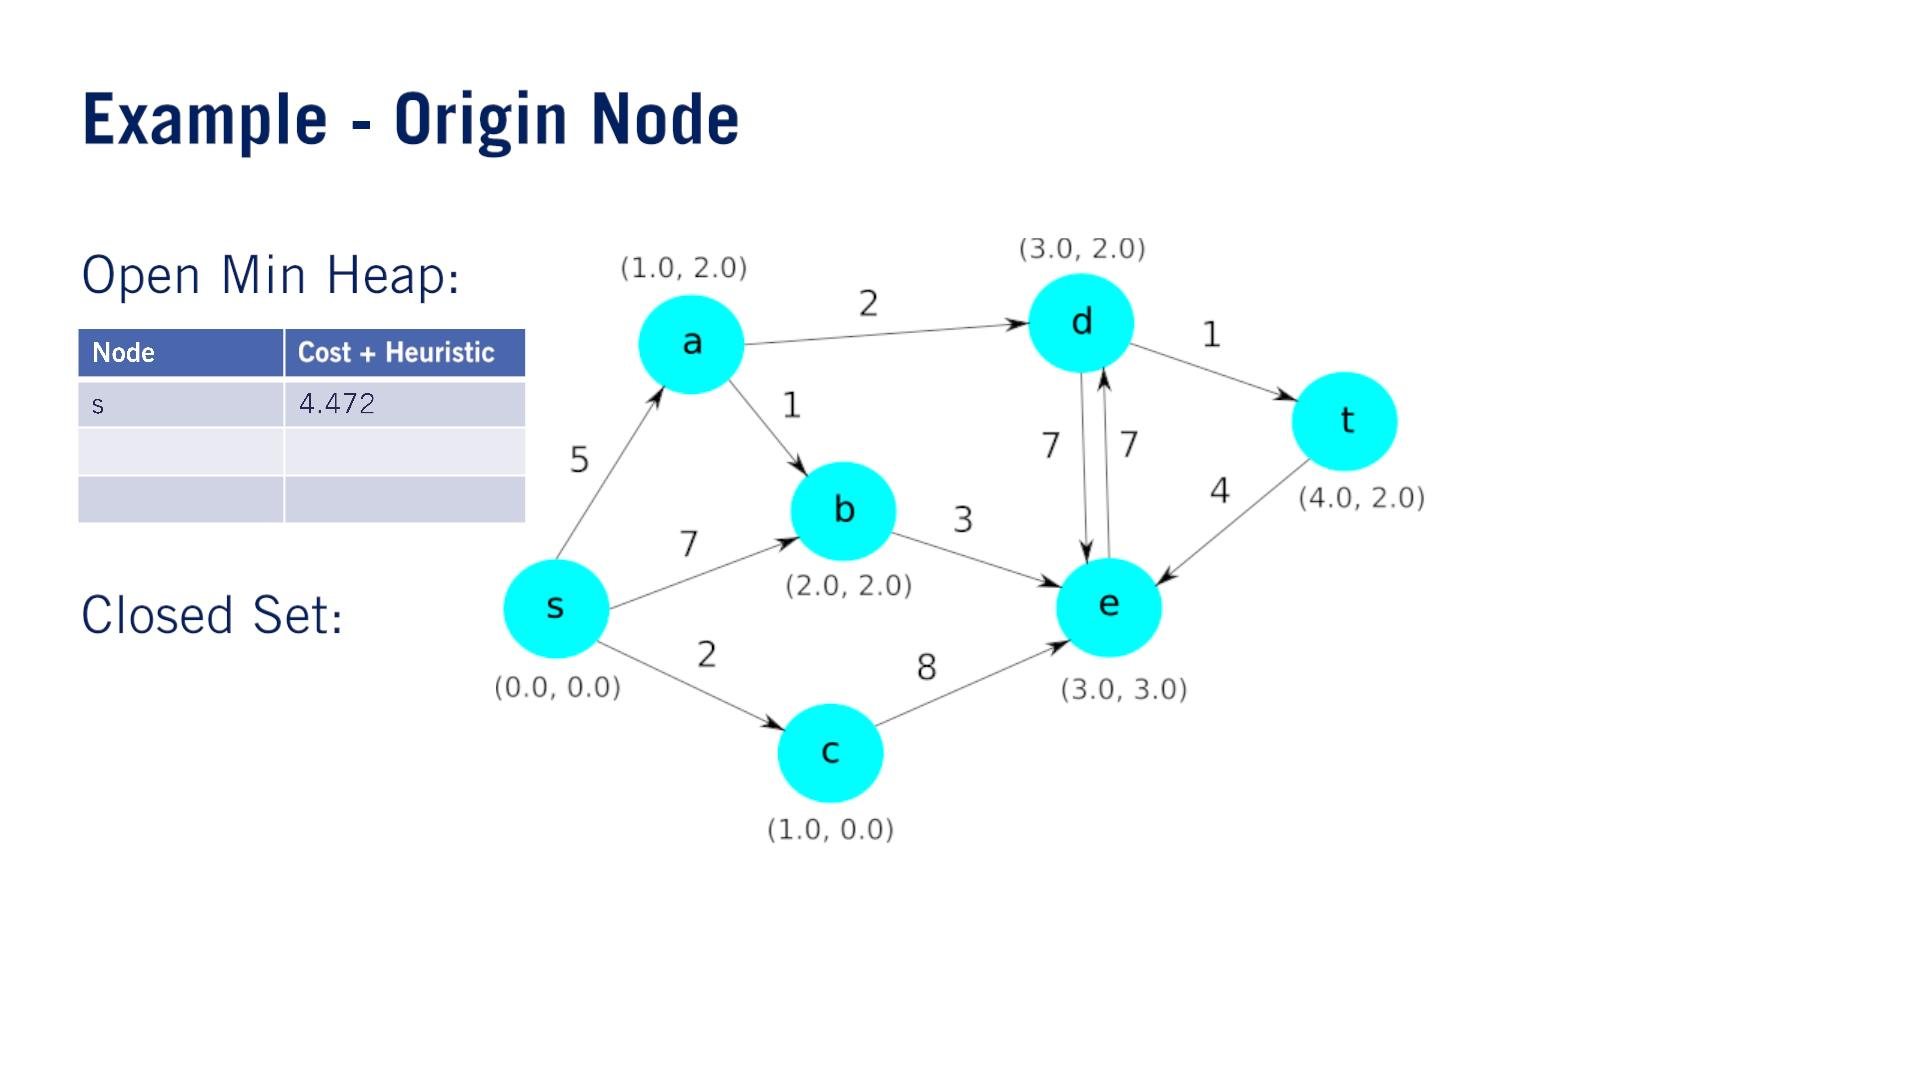 Example - Origin Node
Open Min Heap:
Node Cost + Heuristic
s 4.472
Closed Set:
(1.0, 2.0)
(3.0, 2.0)
2
d
a
1
1
t
5
7
7
4
(4.0, 2.0)
b
3
7
(2.0, 2.0)
s
e
2
8
(0.0, 0.0)
(3.0, 3.0)
c
(1.0, 0.0)